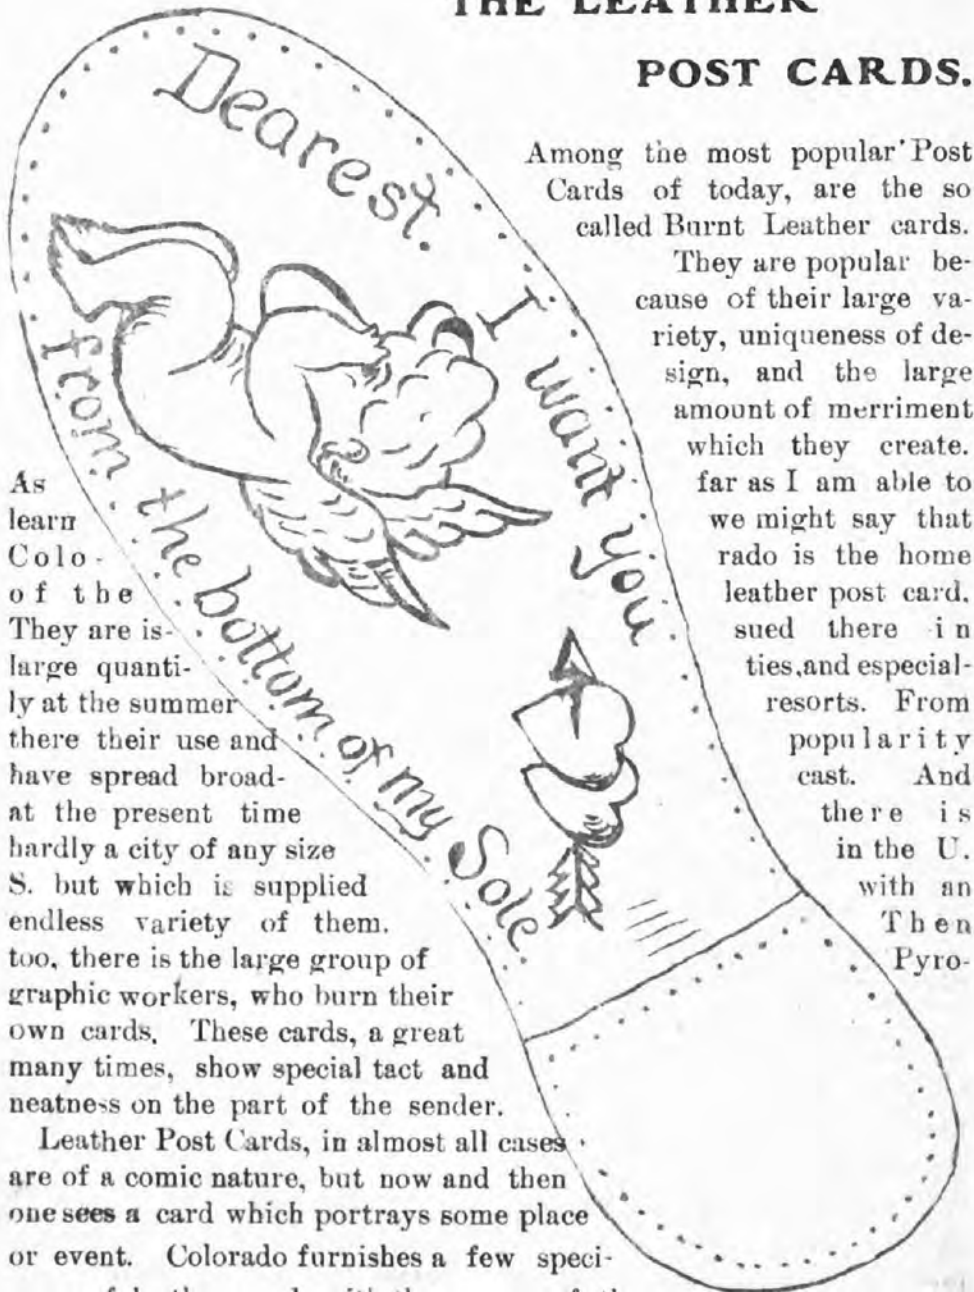 THE LEATHER
POST CARDS.
Dearest.
I want you
from the bottom of my Sole
Among the most popular Post
Cards of today, are the so
called Burnt Leather cards.
They are popular be-
cause of their large va-
riety, uniqueness of de-
sign, and the large
amount of merriment
which they create.
As far as I am able to
learn we might say that
Colo- rado is the home
of the leather post card.
They are is- sued there in
large quanti- ties, and especial-
ly at the summer resorts. From
there their use and popularity
have spread broad- cast. And
at the present time there is
hardly a city of any size in the U.
S. but which is supplied with an
endless variety of them. Then
too, there is the large group of Pyro-
graphic workers, who burn their
own cards. These cards, a great
many times, show special tact and
neatness on the part of the sender.
Leather Post Cards, in almost all cases
are of a comic nature, but now and then
one sees a card which portrays some place
or event. Colorado furnishes a few speci-